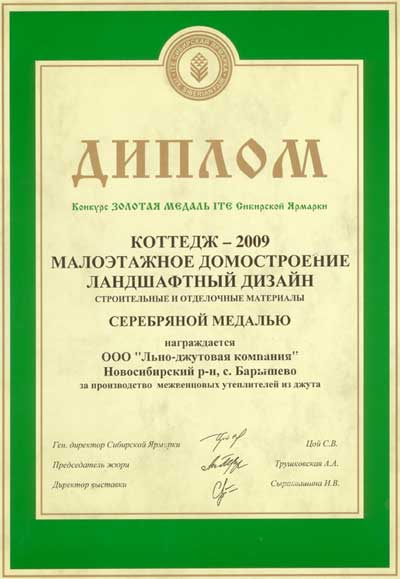 ДИПЛОМ
Конкурс ЗОЛОТАЯ МЕДАЛЬ ITE Сибирской Ярмарки
КОТТЕДЖ – 2009
МАЛОЭТАЖНОЕ ДОМОСТРОЕНИЕ
ЛАНДШАФТНЫЙ ДИЗАЙН
СТРОИТЕЛЬНЫЕ И ОТДЕЛОЧНЫЕ МАТЕРИАЛЫ
СЕРЕБРЯНОЙ МЕДАЛЬЮ
награждается
ООО "Льно-джутовая компания"
Новосибирский р-н, с. Барышево
за производство межвенцовых утеплителей из джута
Ген. директор Сибирской Ярмарки Цой С.В.
Председатель жюри Трушковская А.А.
Директор выставки И.В.